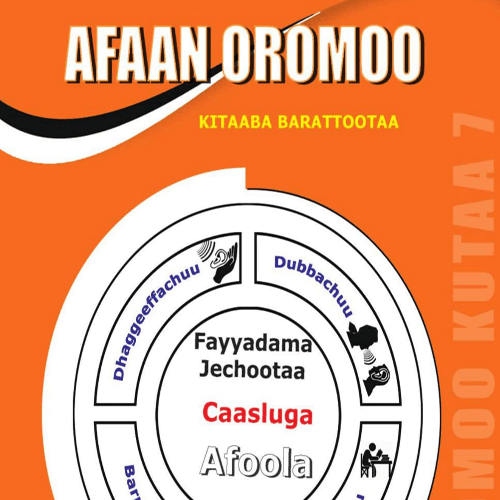 AFAAN OROMOO
KITAABA BARATTOOTAA
MOO KUTAA 7
Dhaggeeffachuu
Dubbachuu
Fayyadama
Jechootaa
Caasluga
Afoola